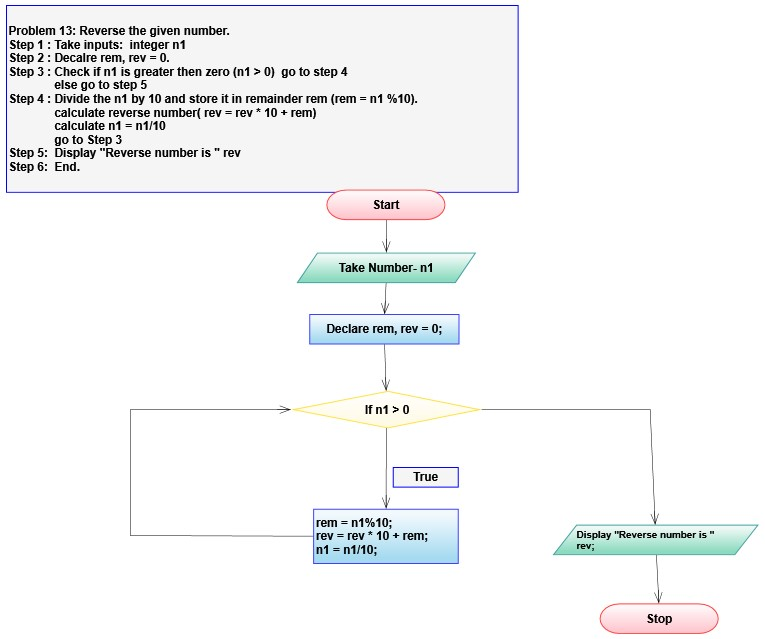 Problem 13: Reverse the given number.
Step 1 : Take inputs:  integer n1
Step 2 : Decalre rem, rev = 0.
Step 3 : Check if n1 is greater then zero (n1 > 0)  go to step 4
else go to step 5
Step 4 : Divide the n1 by 10 and store it in remainder rem (rem = n1 %10).
calculate reverse number( rev = rev * 10 + rem)
calculate n1 = n1/10
go to Step 3
Step 5:  Display "Reverse number is " rev
Step 6:  End.
Start
Take Number- n1
Declare rem, rev = 0;
If n1 > 0
True
rem = n1%10;
rev = rev * 10 + rem;
n1 = n1/10;
Display "Reverse number is "
rev;
Stop